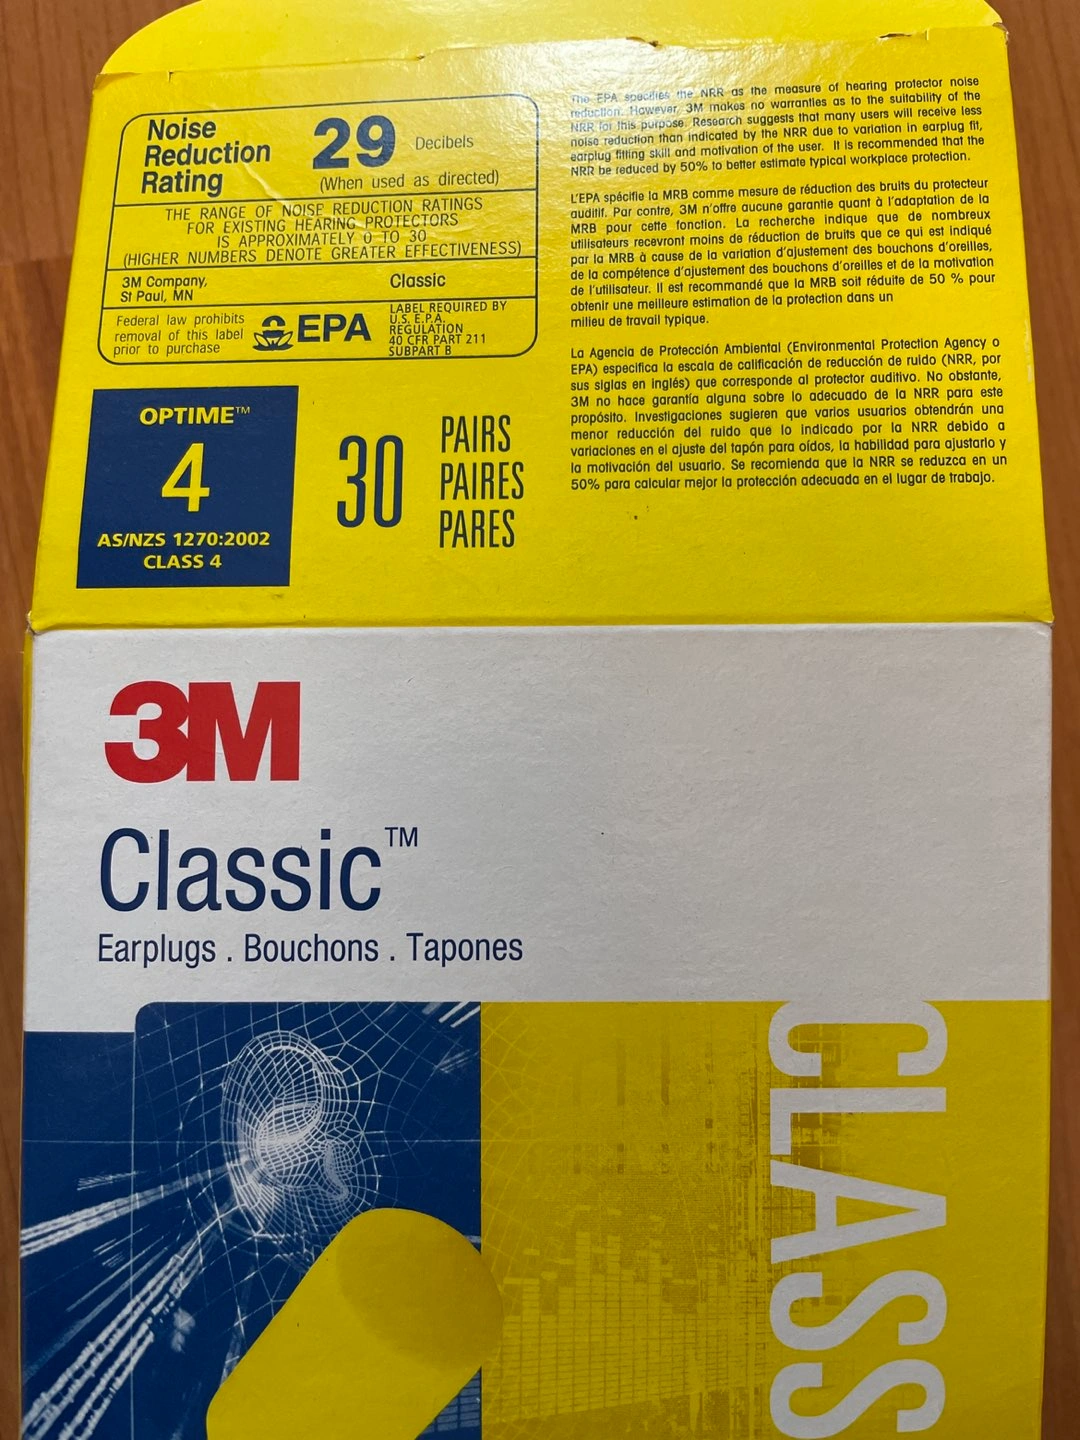 Noise
Reduction
Rating
29 Decibels
(When used as directed)
THE RANGE OF NOISE REDUCTION RATINGS
FOR EXISTING HEARING PROTECTORS
IS APPROXIMATELY 0 TO 30
(HIGHER NUMBERS DENOTE GREATER EFFECTIVENESS)
3M Company,
St Paul, MN
Classic
Federal law prohibits
removal of this label
prior to purchase
EPA
LABEL REQUIRED BY
U.S. E.P.A.
REGULATION
40 CFR PART 211
SUBPART B
The EPA specifies the NRR as the measure of hearing protector noise
reduction. However, 3M makes no warranties as to the suitability of the
NRR for this purpose. Research suggests that many users will receive less
noise reduction than indicated by the NRR due to variation in earplug fit,
earplug fitting skill and motivation of the user. It is recommended that the
NRR be reduced by 50% to better estimate typical workplace protection.
L'EPA spécifie la MRB comme mesure de réduction des bruits du protecteur
auditif. Par contre, 3M n'offre aucune garantie quant à l'adaptation de la
MRB pour cette fonction. La recherche indique que de nombreux
utilisateurs recevront moins de réduction de bruits que ce qui est indiqué
par la MRB à cause de la variation d'ajustement des bouchons d'oreilles,
de la compétence d'ajustement des bouchons d'oreilles et de la motivation
de l'utilisateur. Il est recommandé que la MRB soit réduite de 50 % pour
obtenir une meilleure estimation de la protection dans un
milieu de travail typique.
La Agencia de Protección Ambiental (Environmental Protection Agency o
EPA) especifica la escala de calificación de reducción de ruido (NRR, por
sus siglas en inglés) que corresponde al protector auditivo. No obstante,
3M no hace garantía alguna sobre lo adecuado de la NRR para este
propósito. Investigaciones sugieren que varios usuarios obtendrán una
menor reducción del ruido que lo indicado por la NRR debido a
variaciones en el ajuste del tapón para oídos, la habilidad para ajustarlo y
la motivación del usuario. Se recomienda que la NRR se reduzca en un
50% para calcular mejor la protección adecuada en el lugar de trabajo.
OPTIME™
4
AS/NZS 1270:2002
CLASS 4
30
PAIRS
PAIRES
PARES
3M
Classic™
Earplugs . Bouchons . Tapones
CLASS